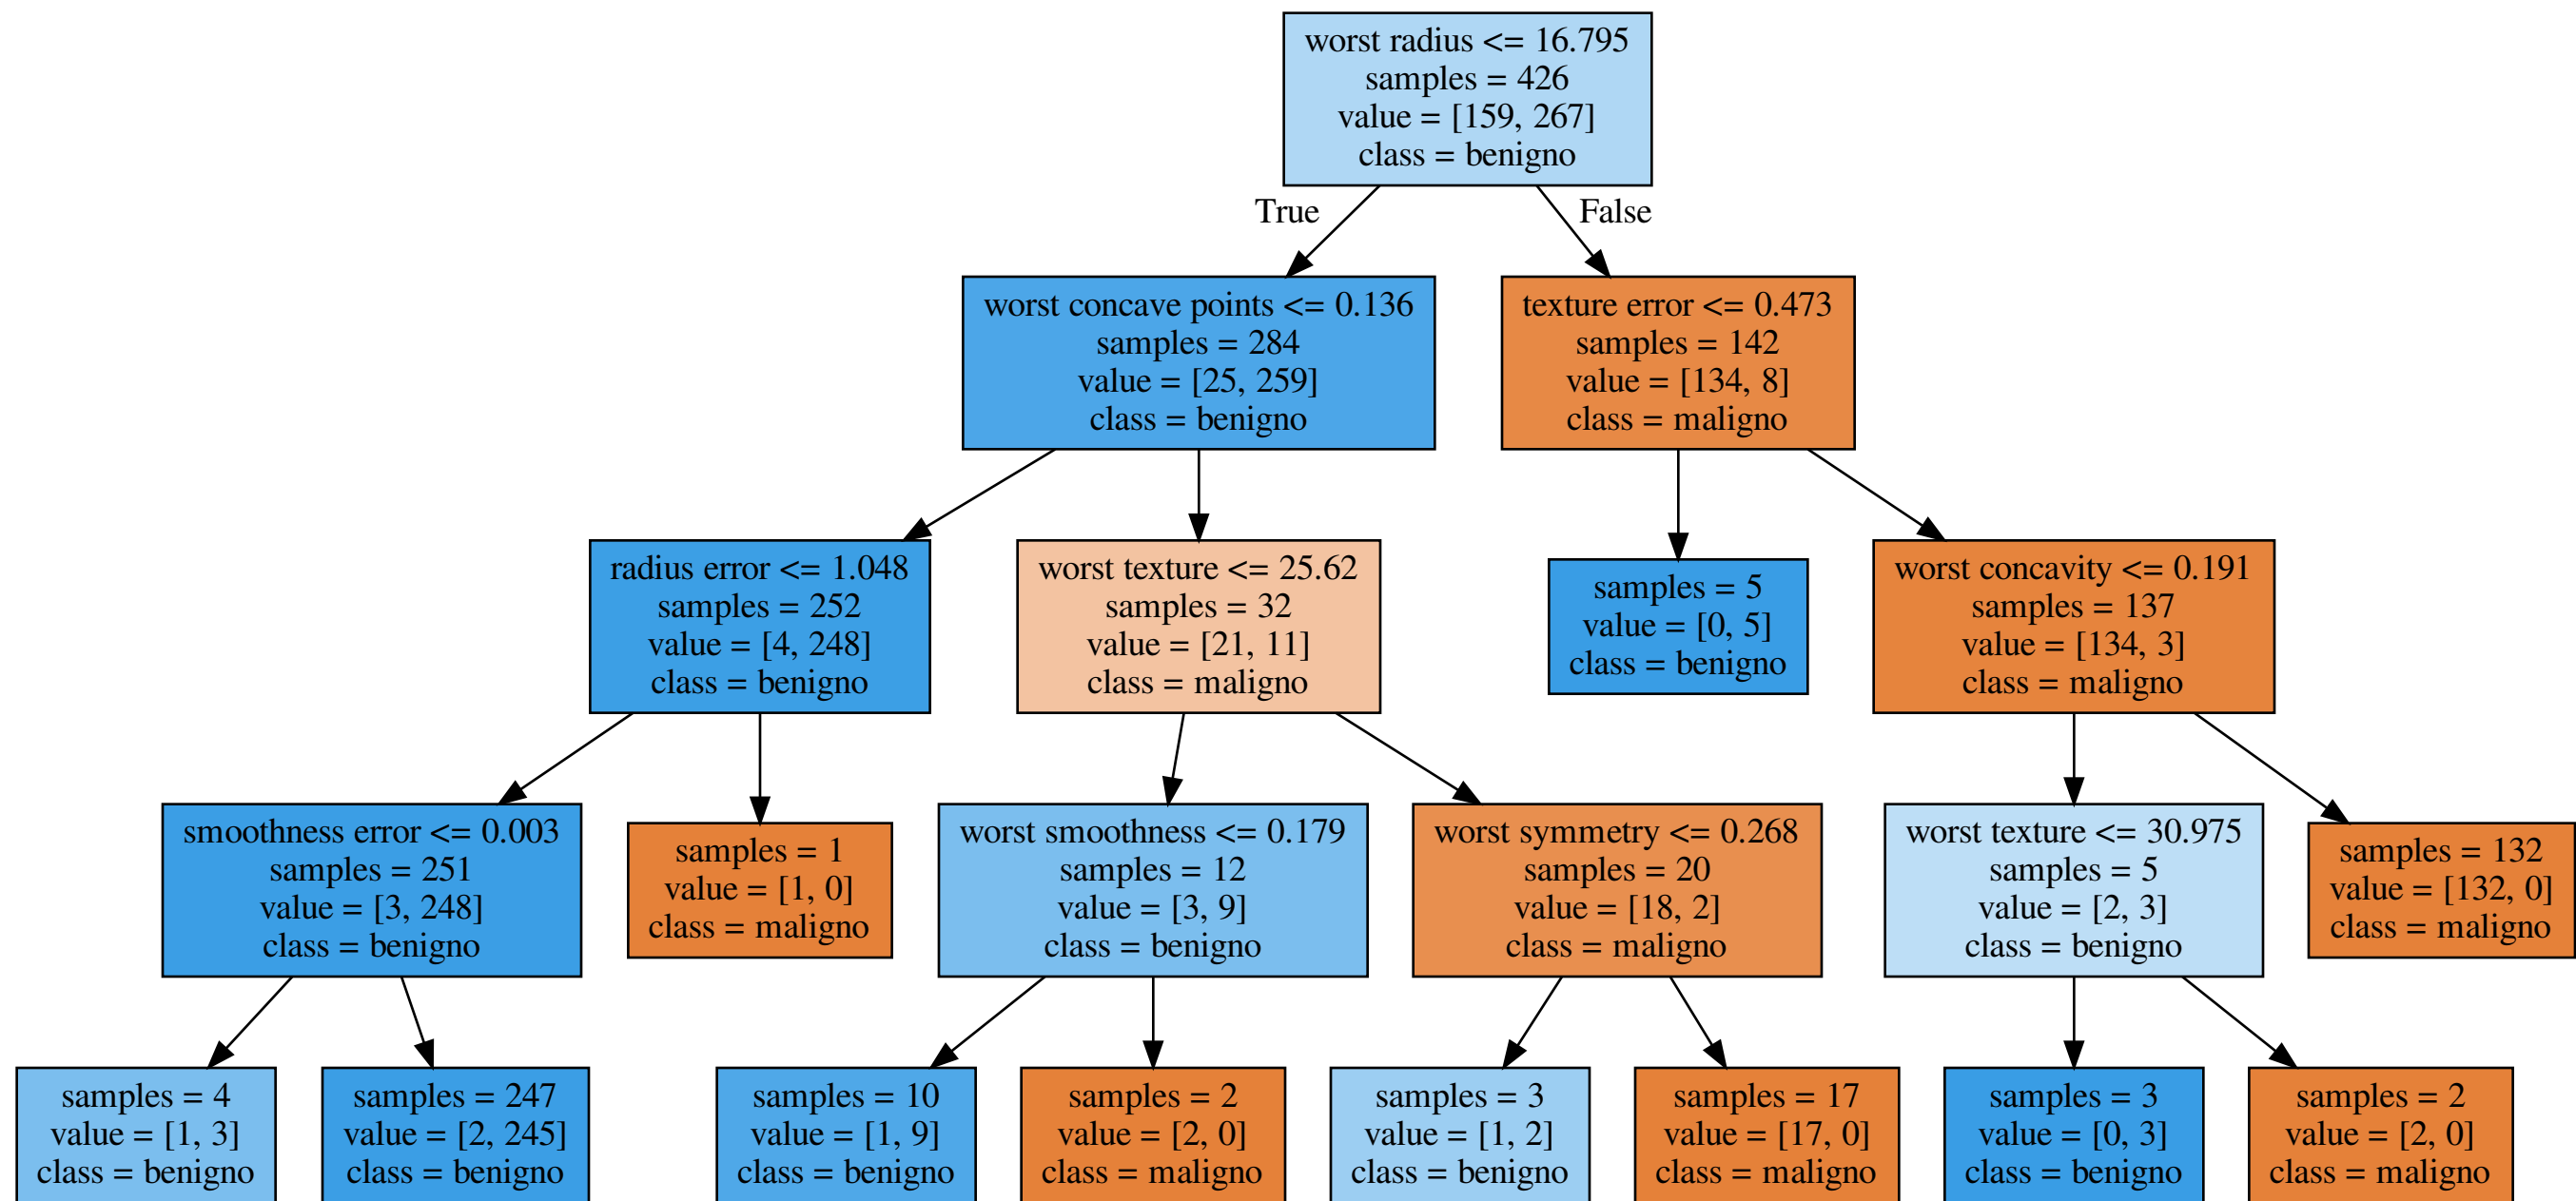 worst radius <= 16.795
samples = 426
value = [159, 267]
class = benigno
True
False
worst concave points <= 0.136
samples = 284
value = [25, 259]
class = benigno
texture error <= 0.473
samples = 142
value = [134, 8]
class = maligno
radius error <= 1.048
samples = 252
value = [4, 248]
class = benigno
worst texture <= 25.62
samples = 32
value = [21, 11]
class = maligno
samples = 5
value = [0, 5]
class = benigno
worst concavity <= 0.191
samples = 137
value = [134, 3]
class = maligno
smoothness error <= 0.003
samples = 251
value = [3, 248]
class = benigno
samples = 1
value = [1, 0]
class = maligno
worst smoothness <= 0.179
samples = 12
value = [3, 9]
class = benigno
worst symmetry <= 0.268
samples = 20
value = [18, 2]
class = maligno
worst texture <= 30.975
samples = 5
value = [2, 3]
class = benigno
samples = 132
value = [132, 0]
class = maligno
samples = 4
value = [1, 3]
class = benigno
samples = 247
value = [2, 245]
class = benigno
samples = 10
value = [1, 9]
class = benigno
samples = 2
value = [2, 0]
class = maligno
samples = 3
value = [1, 2]
class = benigno
samples = 17
value = [17, 0]
class = maligno
samples = 3
value = [0, 3]
class = benigno
samples = 2
value = [2, 0]
class = maligno